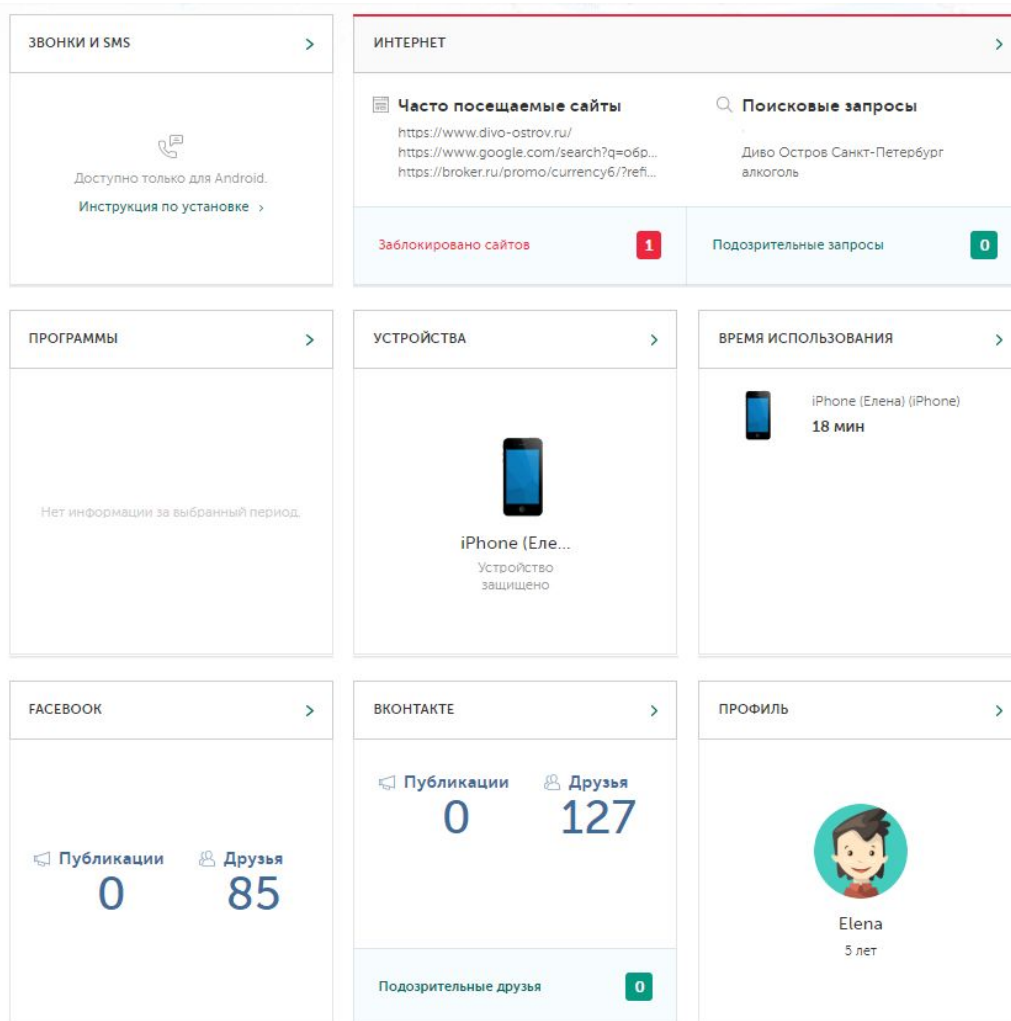 ЗВОНКИ И SMS
Доступно только для Android.
Инструкция по установке
ИНТЕРНЕТ
Часто посещаемые сайты
https://www.divo-ostrov.ru/
https://www.google.com/search?q=обр...
https://broker.ru/promo/currency6/?refi...
Поисковые запросы
Диво Остров Санкт-Петербург
алкоголь
Заблокировано сайтов 1
Подозрительные запросы 0
ПРОГРАММЫ
Нет информации за выбранный период.
УСТРОЙСТВА
iPhone (Еле...
Устройство
защищено
ВРЕМЯ ИСПОЛЬЗОВАНИЯ
iPhone (Елена) (iPhone)
18 мин
FACEBOOK
Публикации Друзья
0 85
ВКОНТАКТЕ
Публикации Друзья
0 127
Подозрительные друзья 0
ПРОФИЛЬ
Elena
5 лет